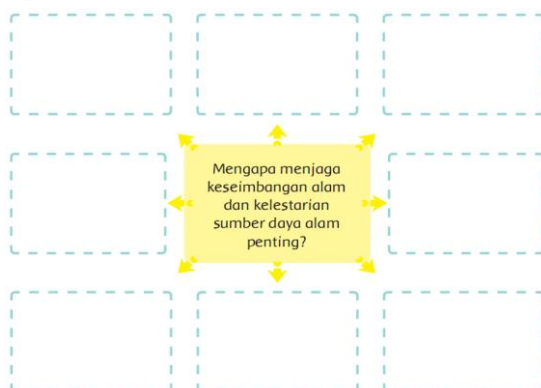 Mengapa menjaga
keseimbangan alam
dan kelestarian
sumber daya alam
penting?